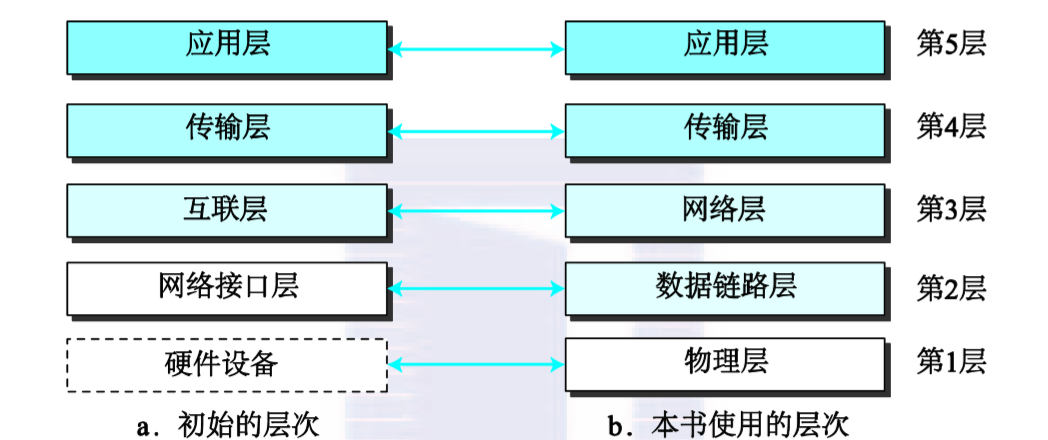 应用层 应用层 第5层
传输层 传输层 第4层
互联层 网络层 第3层
网络接口层 数据链路层 第2层
硬件设备 物理层 第1层
a. 初始的层次 b. 本书使用的层次